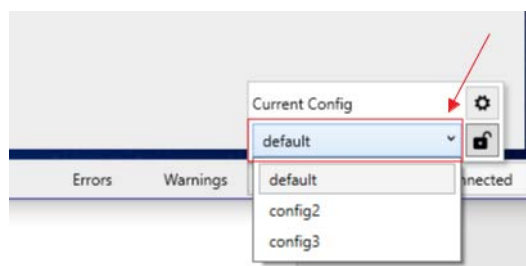 Current Config
default
Errors Warnings default nnected
config2
config3